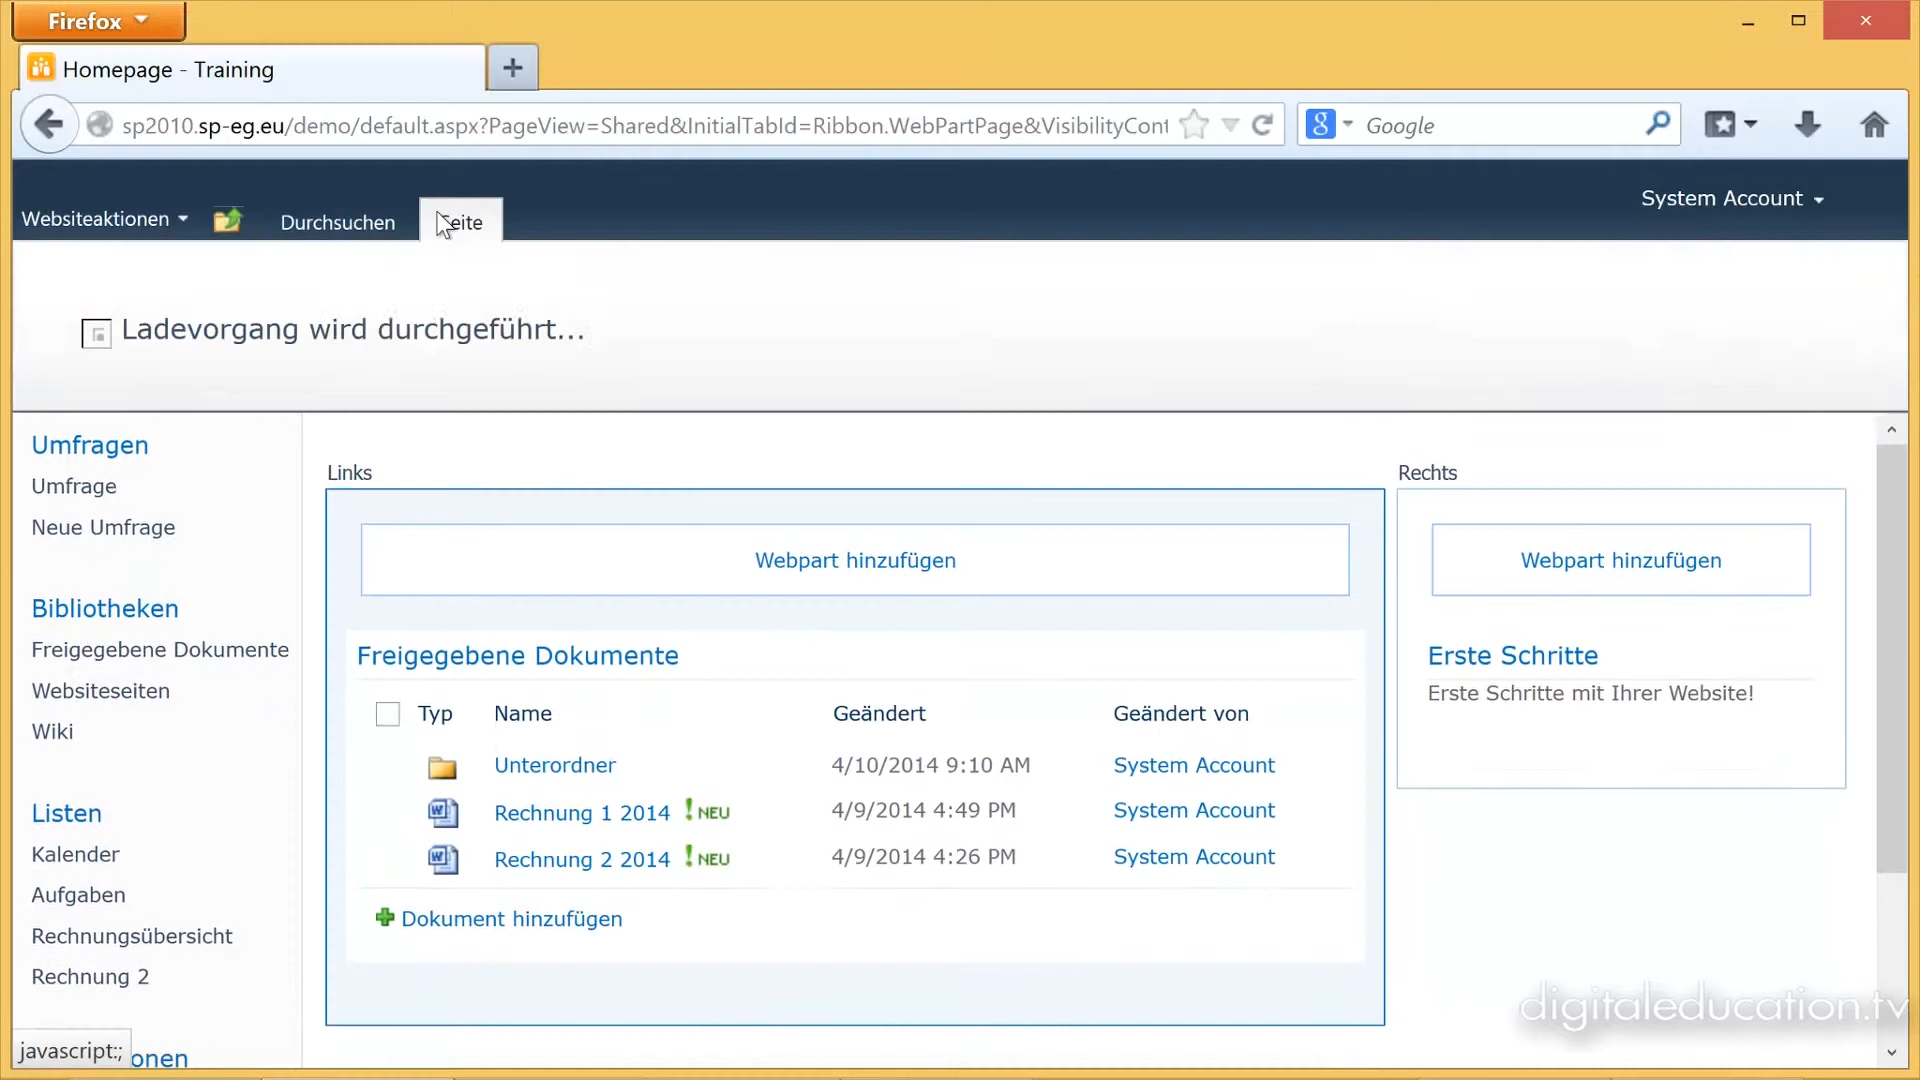 Firefox
Homepage - Training
sp2010.sp-eg.eu/demo/default.aspx?PageView=Shared&InitialTabId=Ribbon.WebPartPage&VisibilityCont
Google
System Account
Websiteaktionen
Durchsuchen
Seite
Ladevorgang wird durchgeführt...
Umfragen
Umfrage
Neue Umfrage
Bibliotheken
Freigegebene Dokumente
Websiteseiten
Wiki
Listen
Kalender
Aufgaben
Rechnungsübersicht
Rechnung 2
onen
javascript:;
Links
Webpart hinzufügen
Freigegebene Dokumente
Typ Name Geändert Geändert von
Unterordner 4/10/2014 9:10 AM System Account
Rechnung 1 2014 ! NEU 4/9/2014 4:49 PM System Account
Rechnung 2 2014 ! NEU 4/9/2014 4:26 PM System Account
Dokument hinzufügen
Rechts
Webpart hinzufügen
Erste Schritte
Erste Schritte mit Ihrer Website!
digitaleducation.tv